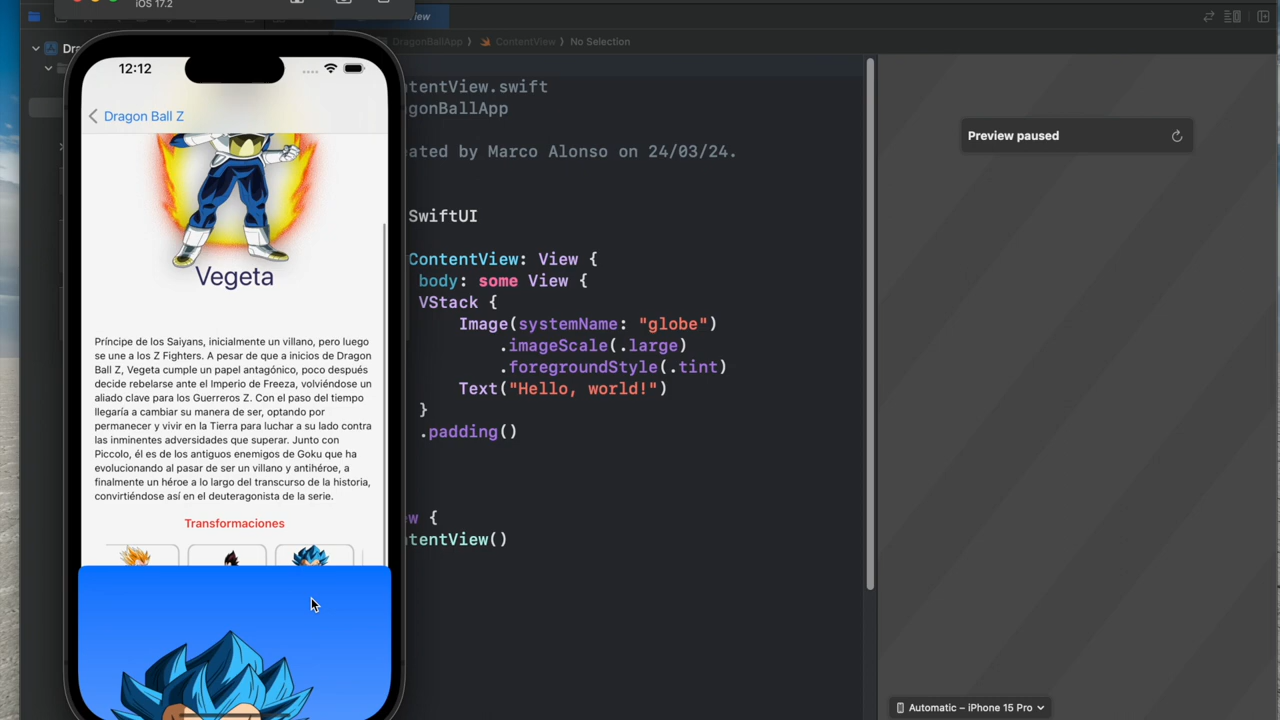 iOS 17.2
12:12
Dragon Ball Z
Vegeta
Príncipe de los Saiyans, inicialmente un villano, pero luego
se une a los Z Fighters. A pesar de que a inicios de Dragon
Ball Z, Vegeta cumple un papel antagónico, poco después
decide rebelarse ante el Imperio de Freeza, volviéndose un
aliado clave para los Guerreros Z. Con el paso del tiempo
llegaría a cambiar su manera de ser, optando por
permanecer y vivir en la Tierra para luchar a su lado contra
las inminentes adversidades que superar. Junto con
Piccolo, él es de los antiguos enemigos de Goku que ha
evolucionando al pasar de ser un villano y antihéroe, a
finalmente un héroe a lo largo del transcurso de la historia,
convirtiéndose así en el deuteragonista de la serie.
Transformaciones
Dra
DragonBallApp ⟩ ContentView ⟩ No Selection
ntentView.swift
agonBallApp
eated by Marco Alonso on 24/03/24.
SwiftUI
ContentView: View {
body: some View {
VStack {
Image(systemName: "globe")
.imageScale(.large)
.foregroundStyle(.tint)
Text("Hello, world!")
}
.padding()
ew {
ntentView()
Preview paused
Automatic – iPhone 15 Pro